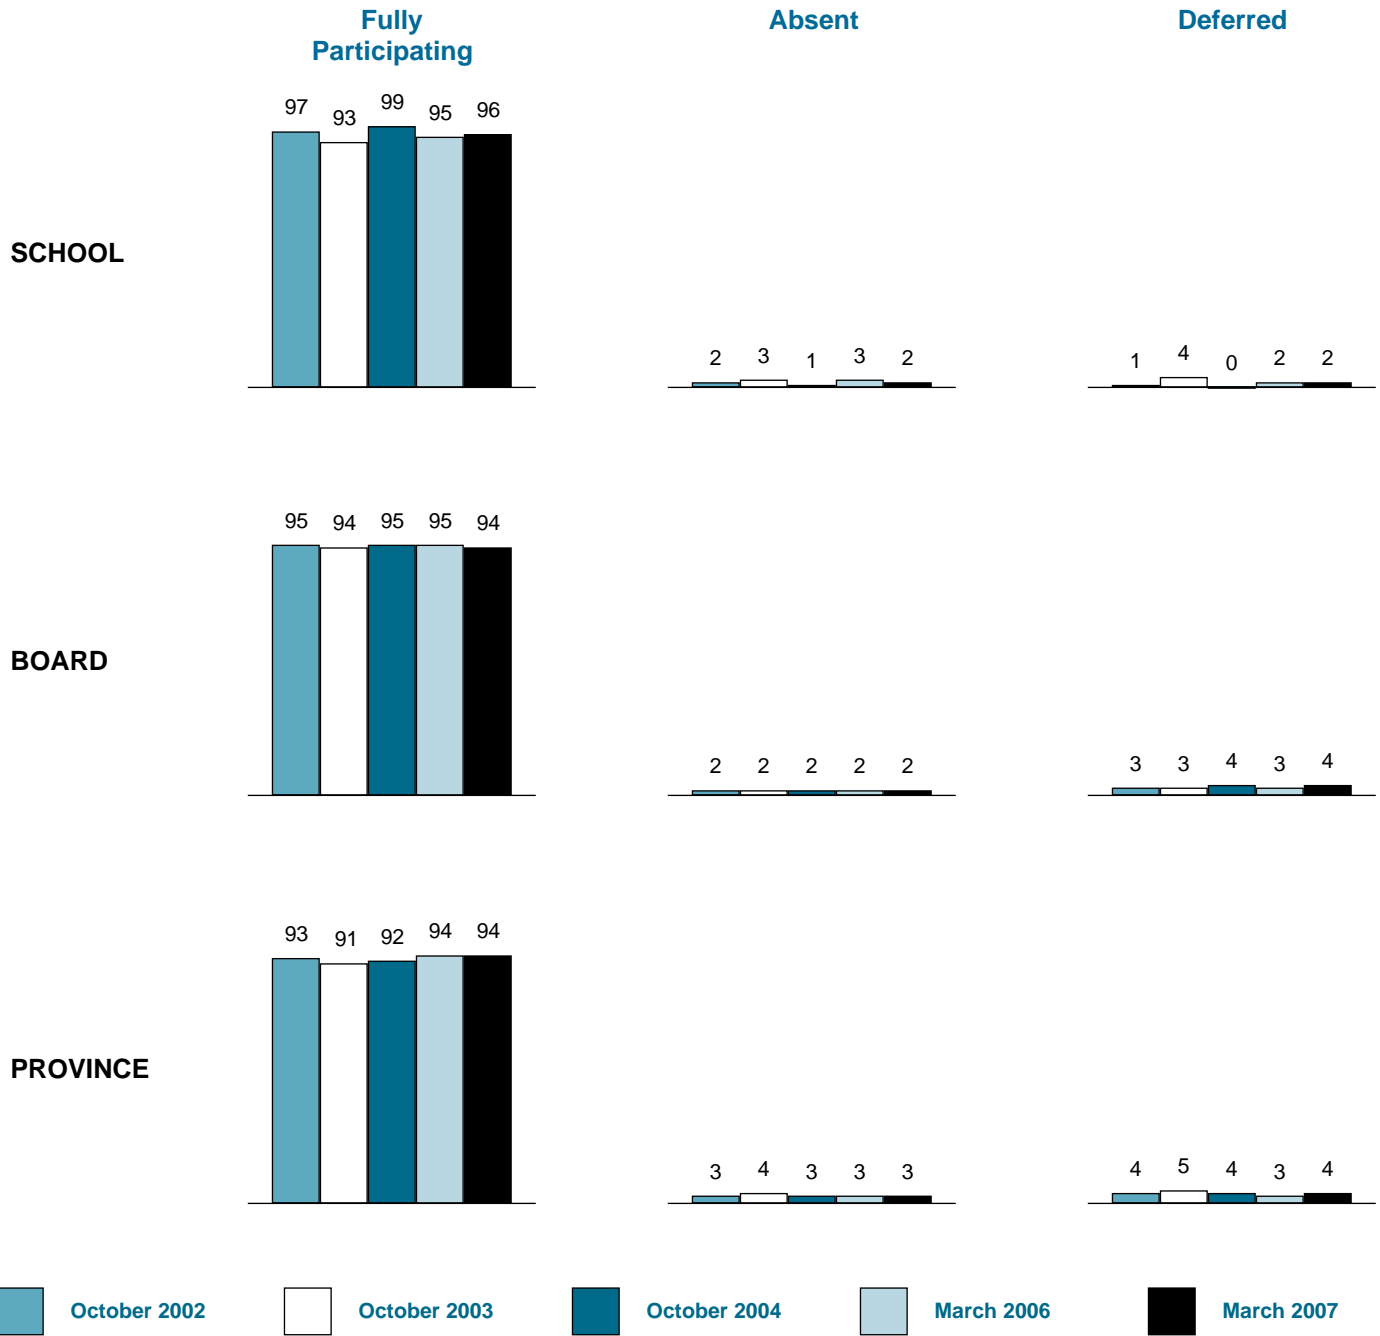 Fully
Participating
Absent
Deferred
97 93 99 95 96
SCHOOL
2 3 1 3 2
1 4 0 2 2
95 94 95 95 94
BOARD
2 2 2 2 2
3 3 4 3 4
93 91 92 94 94
PROVINCE
3 4 3 3 3
4 5 4 3 4
October 2002
October 2003
October 2004
March 2006
March 2007